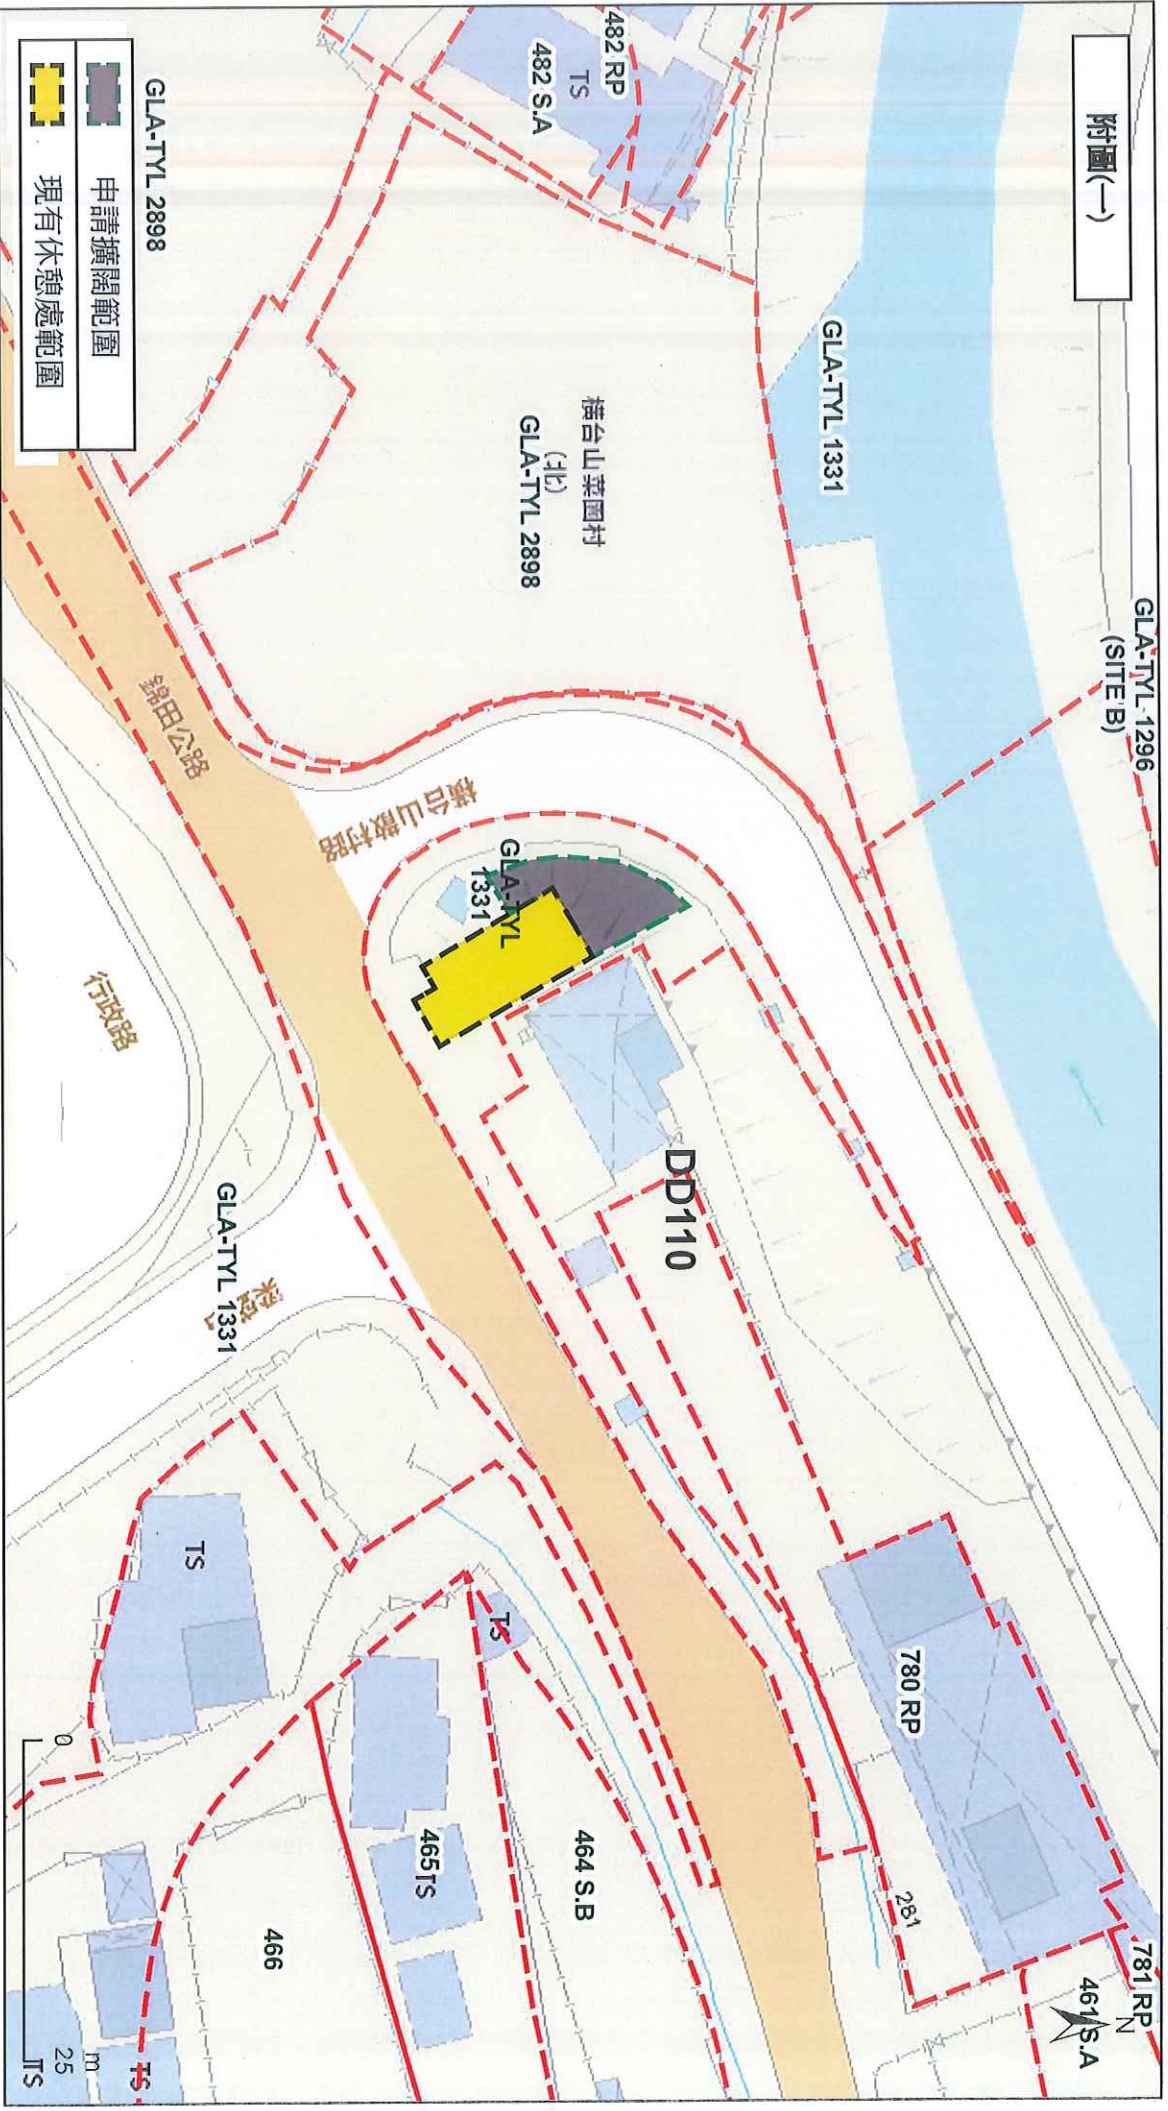 附圖(一)
GLA-TYL 1296
(SITE B)
482 RP
TS
482 S.A
GLA-TYL 1331
781 RP
N
461 S.A
橫台山菜園村
(北)
GLA-TYL 2898
780 RP
281
DD110
GLA-TYL
1331
橫台山散村路
錦田公路
464 S.B
TS
465
TS
466
TS
行政路
GLA-TYL 1331
GLA-TYL 2898
申請擴闊範圍
現有休憩處範圍
0
m
25
TS
TS